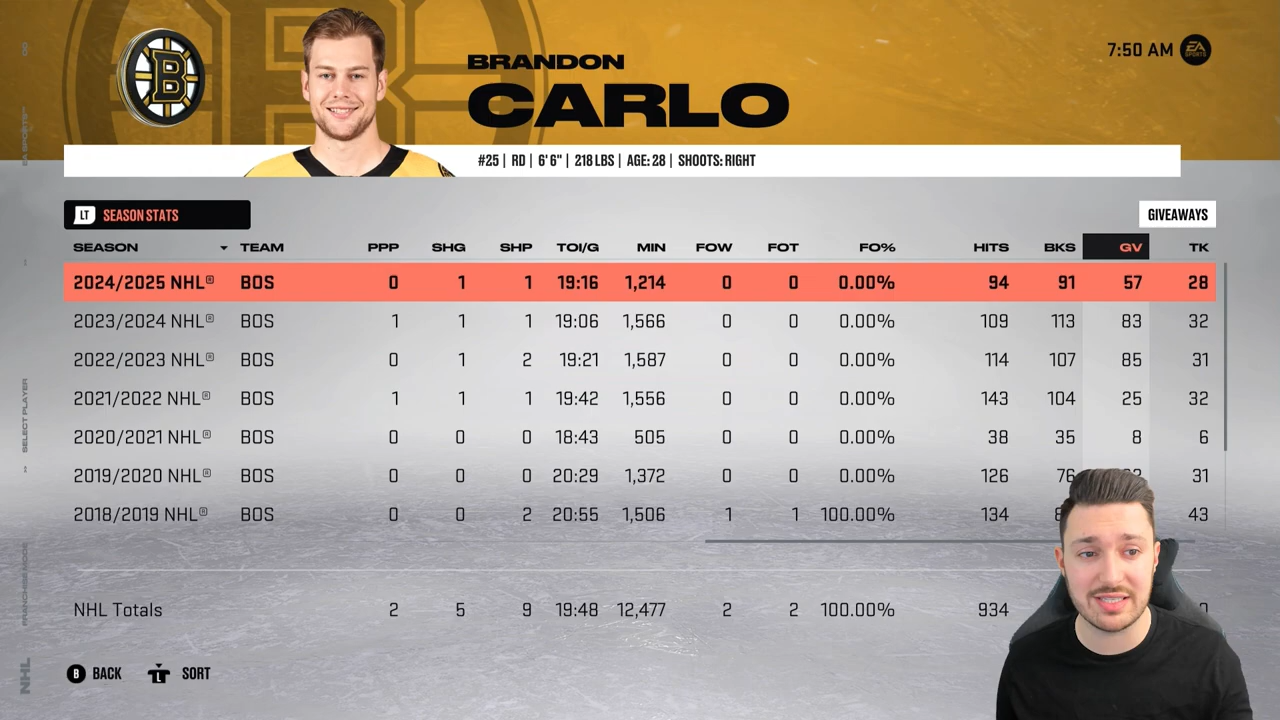 BRANDON
CARLO
7:50 AM EA SPORTS
B
#25 | RD | 6' 6" | 218 LBS | AGE: 28 | SHOOTS: RIGHT
LT SEASON STATS
GIVEAWAYS
SEASON TEAM PPP SHG SHP TOI/G MIN FOW FOT FO% HITS BKS GV TK
2024/2025 NHL® BOS 0 1 1 19:16 1,214 0 0 0.00% 94 91 57 28
2023/2024 NHL® BOS 1 1 1 19:06 1,566 0 0 0.00% 109 113 83 32
2022/2023 NHL® BOS 0 1 2 19:21 1,587 0 0 0.00% 114 107 85 31
2021/2022 NHL® BOS 1 1 1 19:42 1,556 0 0 0.00% 143 104 25 32
2020/2021 NHL® BOS 0 0 0 18:43 505 0 0 0.00% 38 35 8 6
2019/2020 NHL® BOS 0 0 0 20:29 1,372 0 0 0.00% 126 76 31
2018/2019 NHL® BOS 0 0 2 20:55 1,506 1 1 100.00% 134 43
NHL Totals 2 5 9 19:48 12,477 2 2 100.00% 934
B BACK L SORT
NHL FRANCHISE MODE >> SELECT PLAYER